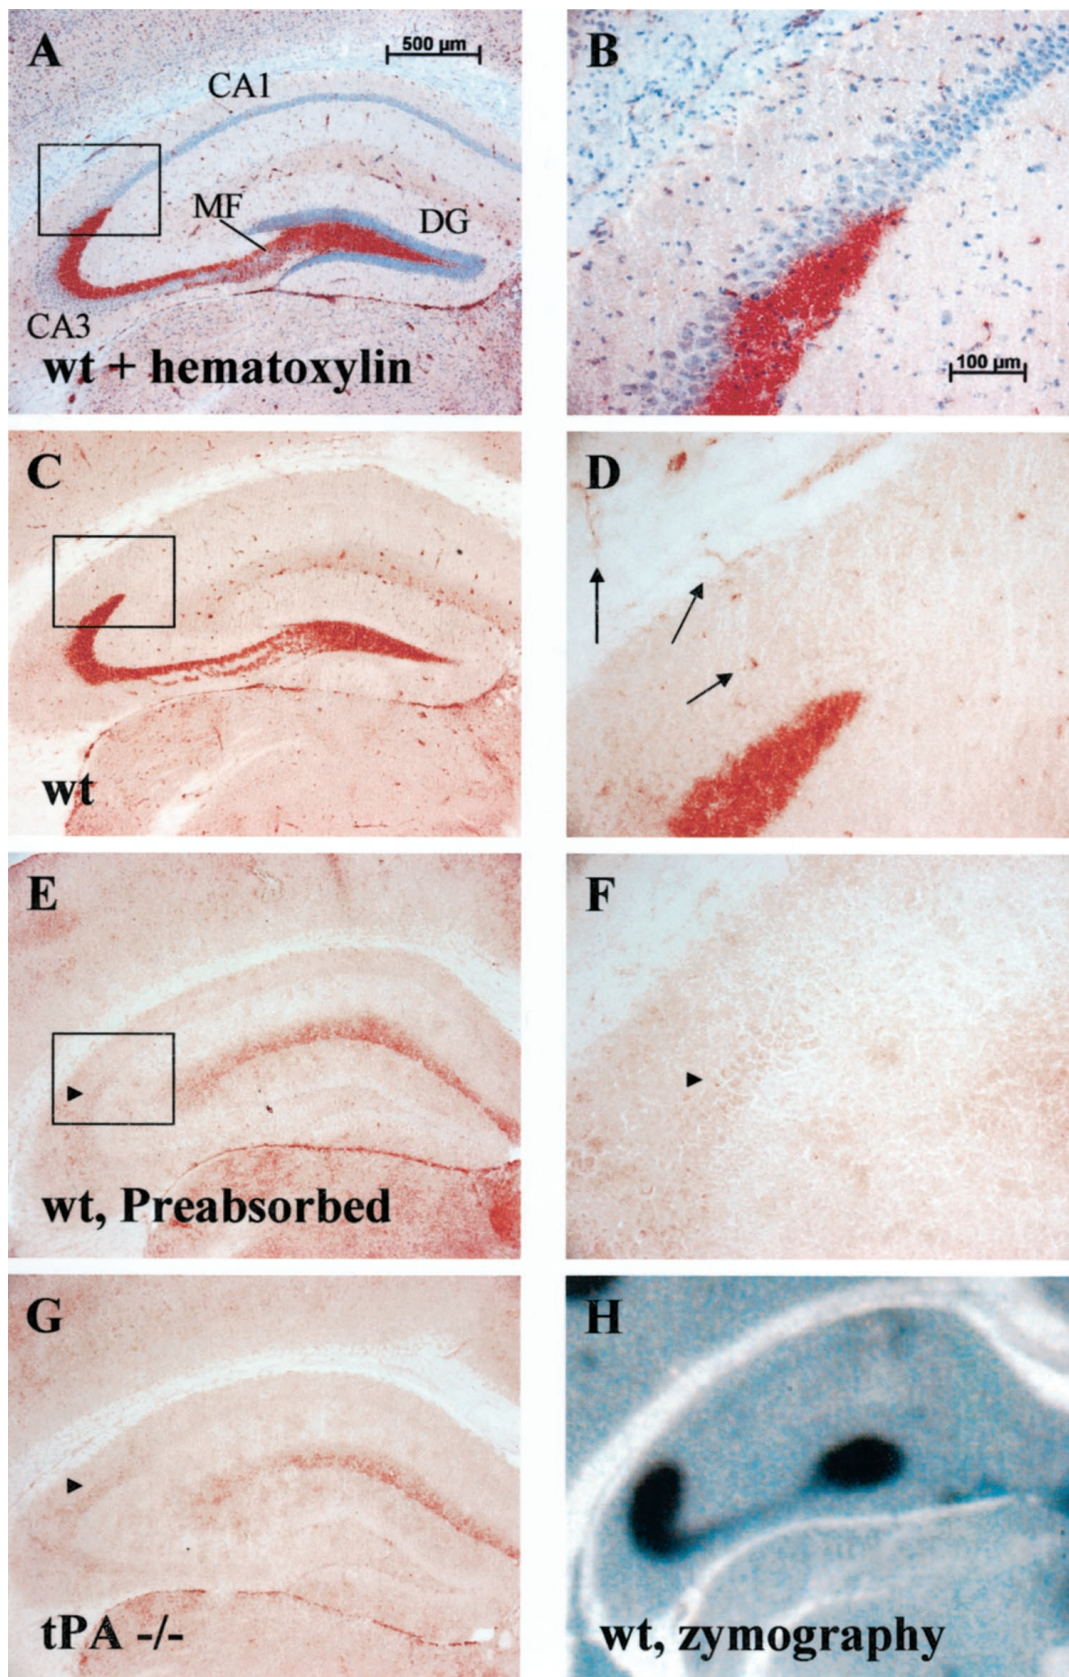 A
500 µm
CA1
MF
DG
CA3
wt + hematoxylin
B
100 µm
C
wt
D
E
wt, Preabsorbed
F
G
tPA -/-
H
wt, zymography